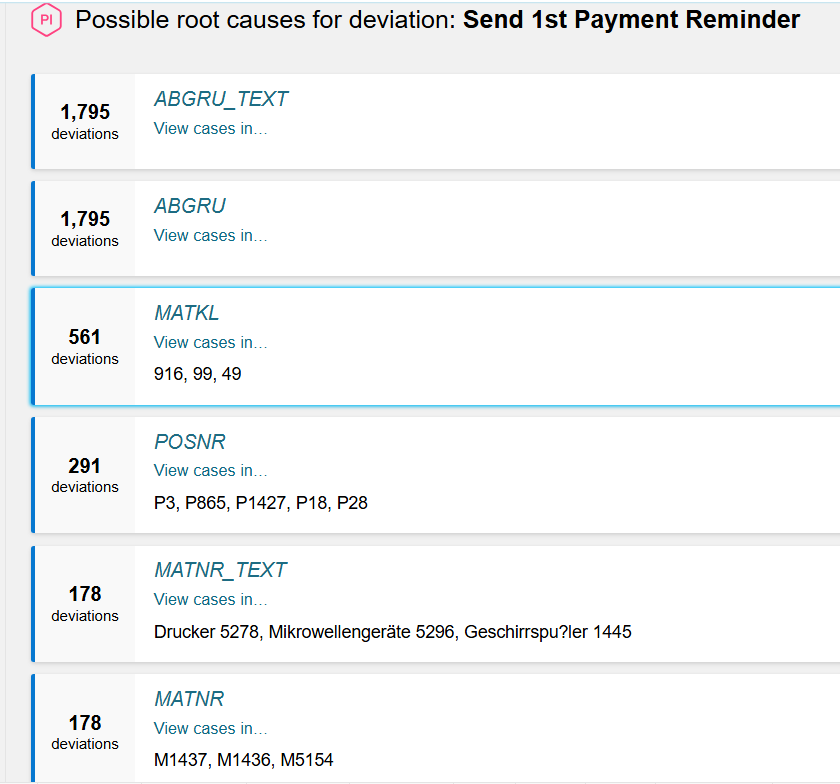 PI Possible root causes for deviation: Send 1st Payment Reminder
1,795
deviations
ABGRU_TEXT
View cases in…
1,795
deviations
ABGRU
View cases in…
561
deviations
MATKL
View cases in…
916, 99, 49
291
deviations
POSNR
View cases in…
P3, P865, P1427, P18, P28
178
deviations
MATNR_TEXT
View cases in…
Drucker 5278, Mikrowellengeräte 5296, Geschirrspu?ler 1445
178
deviations
MATNR
View cases in…
M1437, M1436, M5154